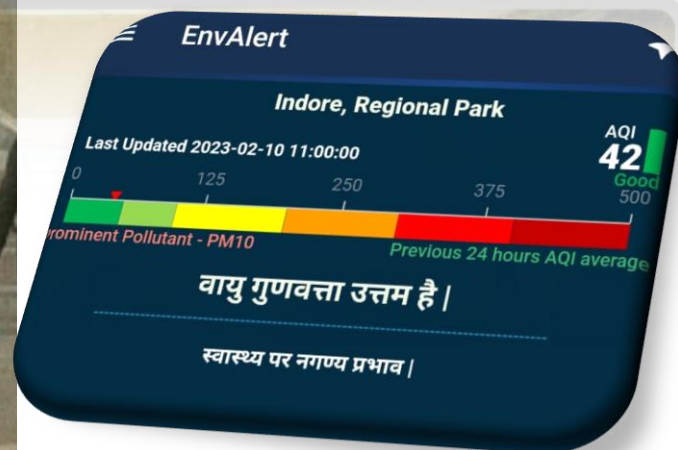 EnvAlert
Indore, Regional Park
Last Updated 2023-02-10 11:00:00
AQI
42
Good
0 125 250 375 500
rominent Pollutant - PM10
Previous 24 hours AQI average
वायु गुणवत्ता उत्तम है|
स्वास्थ्य पर नगण्य प्रभाव|